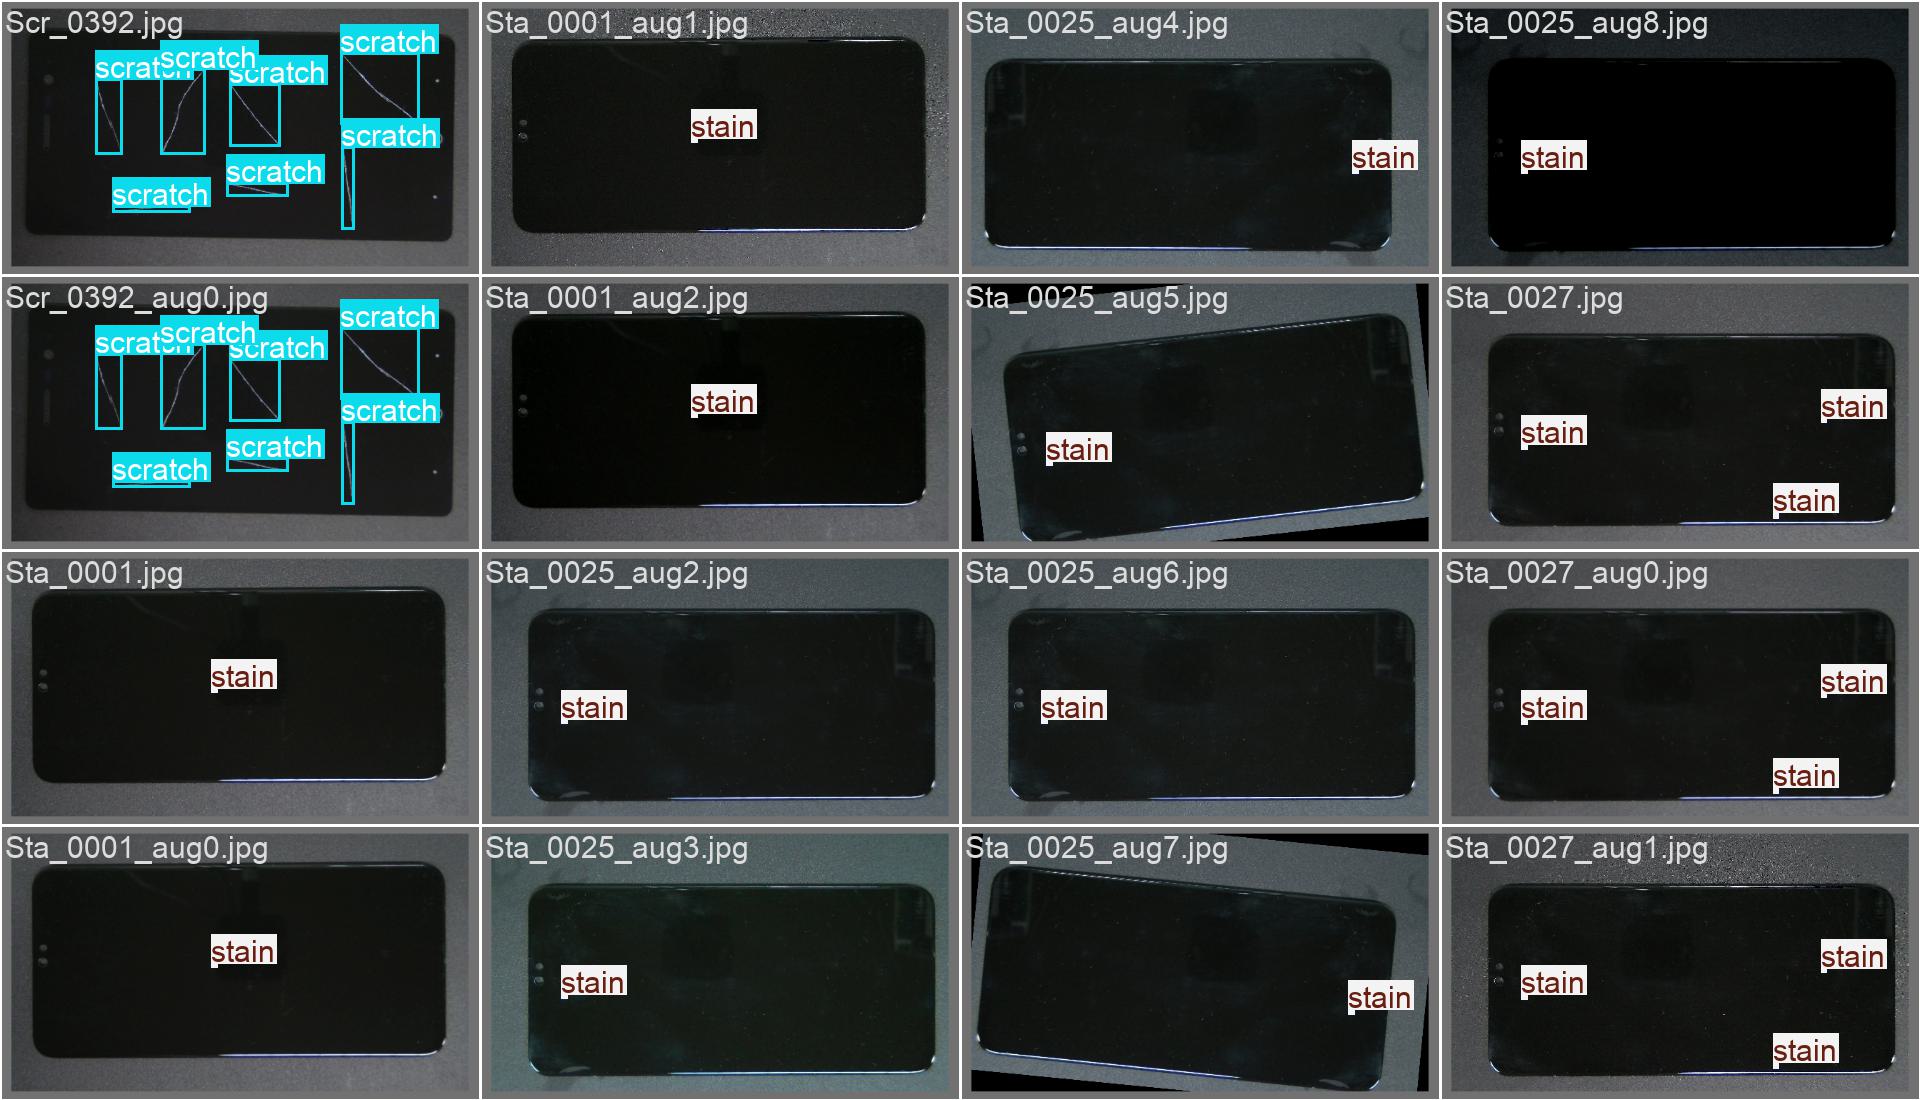 Scr_0392.jpg
scratch
scratch
scratch
scratch
scratch
scratch
scratch
Sta_0001_aug1.jpg
stain
Sta_0025_aug4.jpg
stain
Sta_0025_aug8.jpg
stain
Scr_0392_aug0.jpg
scratch
scratch
scratch
scratch
scratch
scratch
scratch
Sta_0001_aug2.jpg
stain
Sta_0025_aug5.jpg
stain
Sta_0027.jpg
stain
stain
stain
Sta_0001.jpg
stain
Sta_0025_aug2.jpg
stain
Sta_0025_aug6.jpg
stain
Sta_0027_aug0.jpg
stain
stain
stain
Sta_0001_aug0.jpg
stain
Sta_0025_aug3.jpg
stain
Sta_0025_aug7.jpg
stain
Sta_0027_aug1.jpg
stain
stain
stain